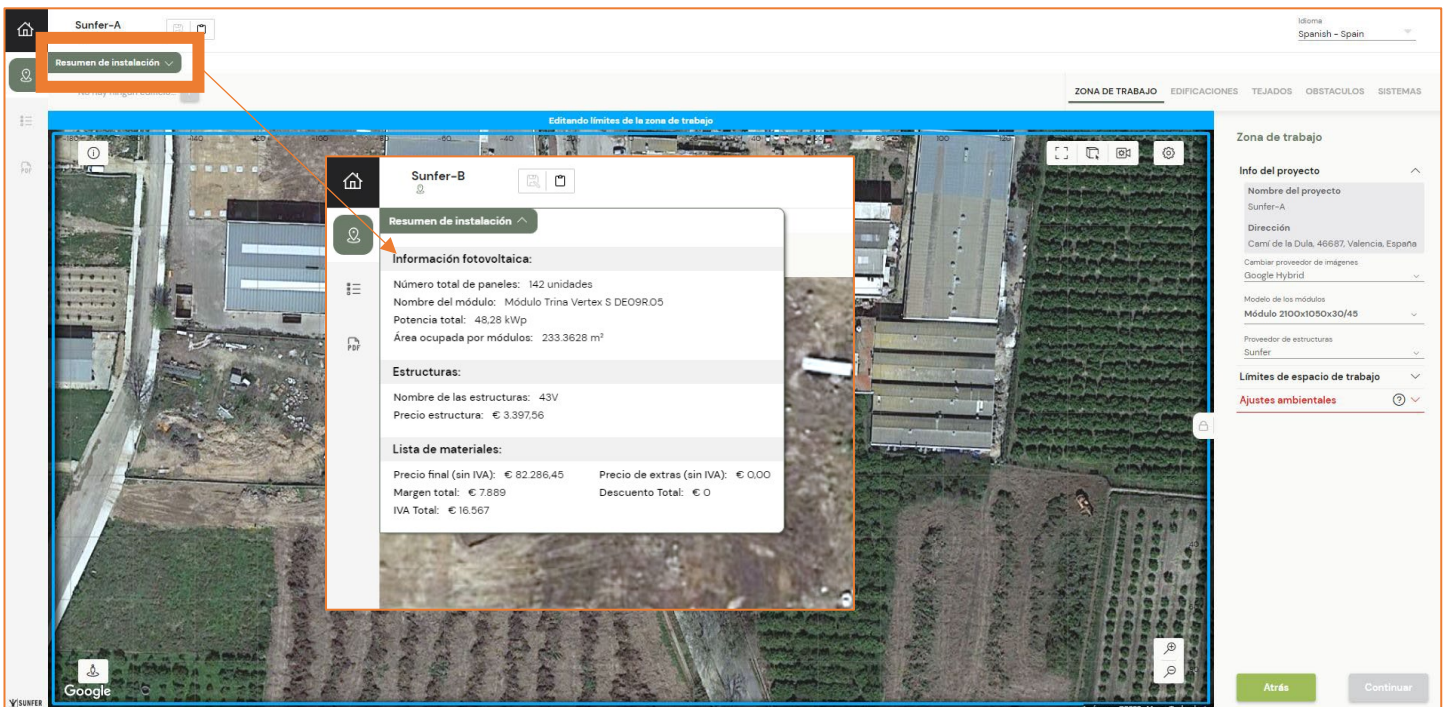 Sunfer-A
Idioma
Spanish - Spain
Resumen de instalación
ZONA DE TRABAJO EDIFICACIONES TEJADOS OBSTACULOS SISTEMAS
Editando límites de la zona de trabajo
Zona de trabajo
Info del proyecto
Nombre del proyecto
Sunfer-A
Dirección
Camí de la Dula, 46687, Valencia, España
Cambiar proveedor de imágenes
Google Hybrid
Modelo de los módulos
Módulo 2100x1050x30/45
Proveedor de estructuras
Sunfer
Límites de espacio de trabajo
Ajustes ambientales
Atrás Continuar
Sunfer-B
Resumen de instalación
Información fotovoltaica:
Número total de paneles: 142 unidades
Nombre del módulo: Módulo Trina Vertex S DE09R.05
Potencia total: 48,28 kWp
Área ocupada por módulos: 233.3628 m²
Estructuras:
Nombre de las estructuras: 43V
Precio estructura: € 3.397,56
Lista de materiales:
Precio final (sin IVA): € 82.286,45 Precio de extras (sin IVA): € 0,00
Margen total: € 7.889 Descuento Total: € 0
IVA Total: € 16.567
PDF
PDF
Google
SUNFER